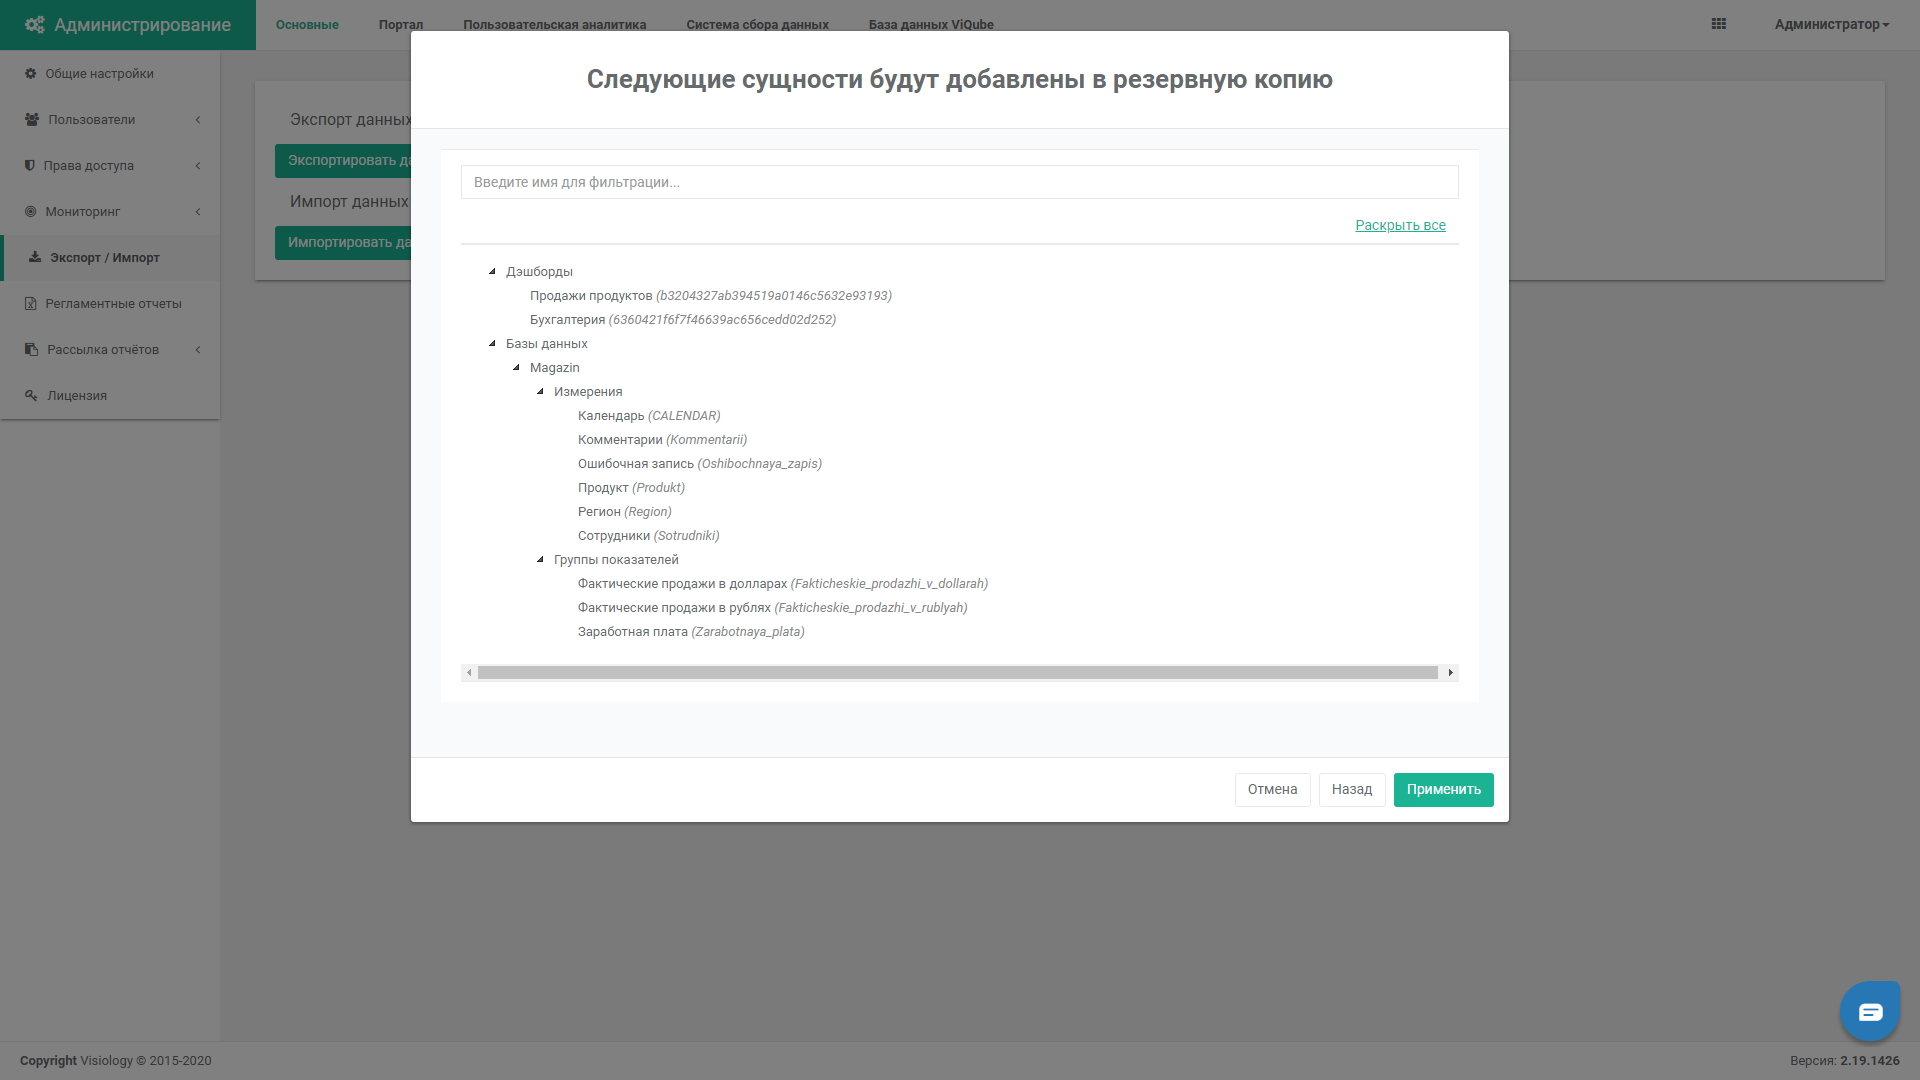 Администрирование
Основные
Портал
Пользовательская аналитика
Система сбора данных
База данных ViQube
Администратор
Общие настройки
Пользователи
Права доступа
Мониторинг
Экспорт / Импорт
Регламентные отчеты
Рассылка отчётов
Лицензия
Экспорт данных
Экспортировать да
Импорт данных
Импортировать да
Следующие сущности будут добавлены в резервную копию
Введите имя для фильтрации...
Раскрыть все
Дэшборды
Продажи продуктов (b3204327ab394519a0146c5632e93193)
Бухгалтерия (6360421f6f7f46639ac656cedd02d252)
Базы данных
Magazin
Измерения
Календарь (CALENDAR)
Комментарии (Kommentarii)
Ошибочная запись (Oshibochnaya_zapis)
Продукт (Produkt)
Регион (Region)
Сотрудники (Sotrudniki)
Группы показателей
Фактические продажи в долларах (Fakticheskie_prodazhi_v_dollarah)
Фактические продажи в рублях (Fakticheskie_prodazhi_v_rublyah)
Заработная плата (Zarabotnaya_plata)
Отмена
Назад
Применить
Copyright Visiology © 2015-2020
Версия: 2.19.1426